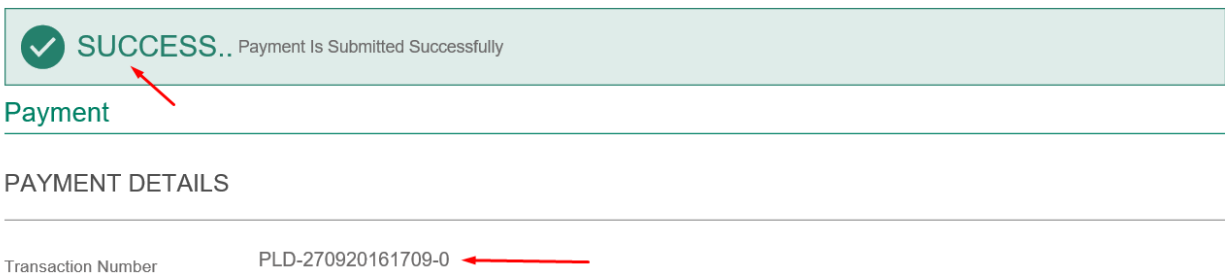 SUCCESS.. Payment Is Submitted Successfully
Payment
PAYMENT DETAILS
Transaction Number PLD-270920161709-0